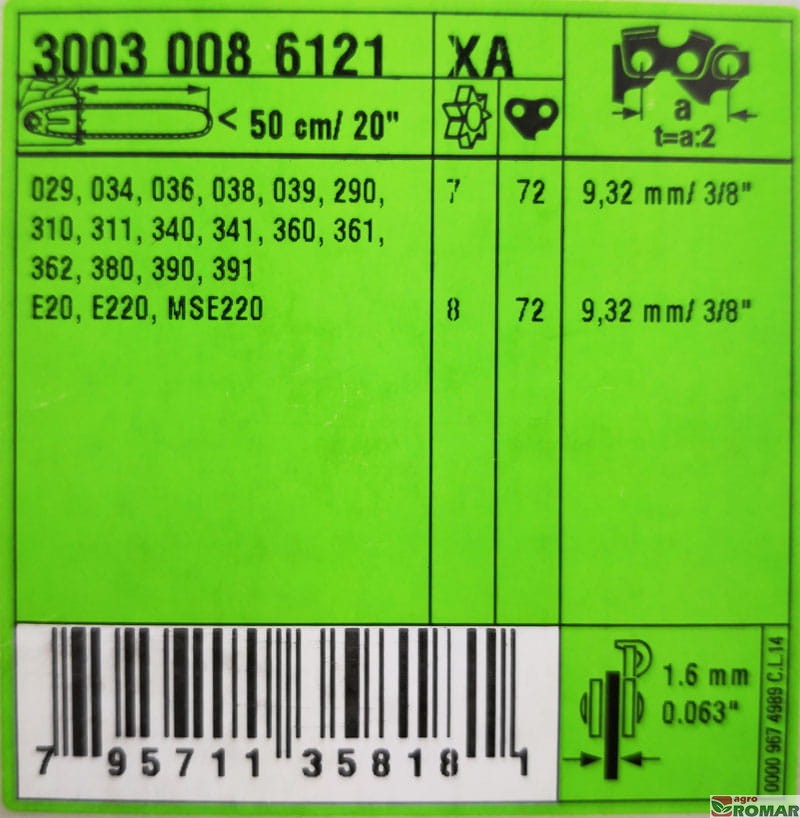 3003 008 6121 XA
< 50 cm/ 20"
a
t=a:2
029, 034, 036, 038, 039, 290, 7 72 9,32 mm/ 3/8"
310, 311, 340, 341, 360, 361,
362, 380, 390, 391
E20, E220, MSE220 8 72 9,32 mm/ 3/8"
1.6 mm
0.063"
0000 967 4989 C.L.14
7 95711 35818 1
agro
ROMAR